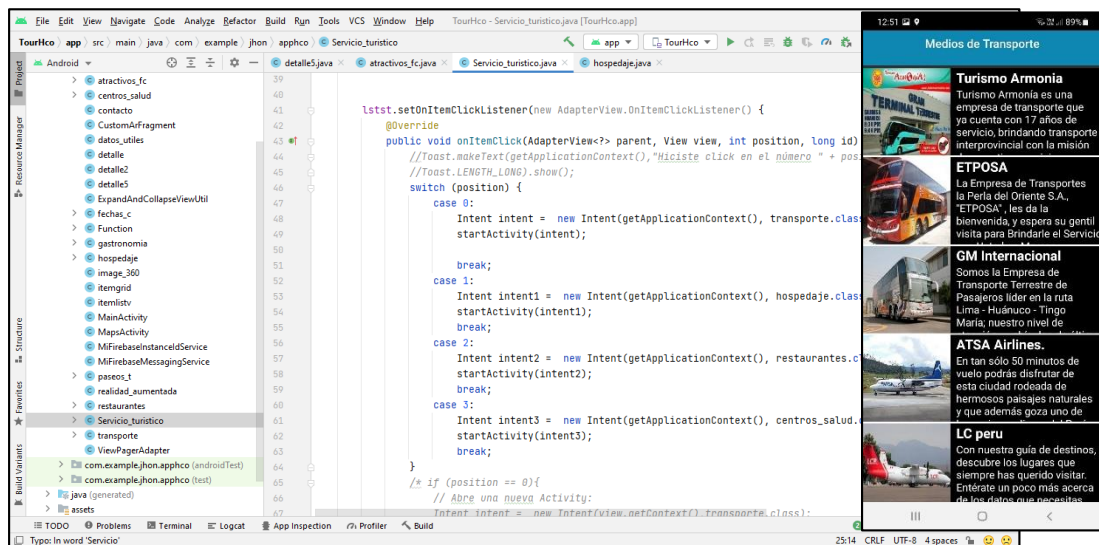 File Edit View Navigate Code Analyze Refactor Build Run Tools VCS Window Help TourHco - Servicio_turistico.java [TourHco.app]
TourHco app src main java com example jhon apphco Servicio_turistico
app TourHco
Android
detalle5.java atractivos_fc.java Servicio_turistico.java hospedaje.java
Project
Resource Manager
Structure
Favorites
Build Variants
atractivos_fc
centros_salud
contacto
CustomArFragment
datos_utiles
detalle
detalle2
detalle5
ExpandAndCollapseViewUtil
fechas_c
Function
gastronomia
hospedaje
image_360
itemgrid
itemlistv
MainActivity
MapsActivity
MiFirebaseInstanceIdService
MiFirebaseMessagingService
paseos_t
realidad_aumentada
restaurantes
Servicio_turistico
transporte
ViewPagerAdapter
com.example.jhon.apphco (androidTest)
com.example.jhon.apphco (test)
java (generated)
assets
39
40
41 lstst.setOnItemClickListener(new AdapterView.OnItemClickListener() {
42 @Override
43 public void onItemClick(AdapterView<?> parent, View view, int position, long id)
44 //Toast.makeText(getApplicationContext(),"Hiciste click en el número " + posi
45 //Toast.LENGTH_LONG).show();
46 switch (position) {
47 case 0:
48 Intent intent = new Intent(getApplicationContext(), transporte.class
49 startActivity(intent);
50
51 break;
52 case 1:
53 Intent intent1 = new Intent(getApplicationContext(), hospedaje.class
54 startActivity(intent1);
55 break;
56 case 2:
57 Intent intent2 = new Intent(getApplicationContext(), restaurantes.cl
58 startActivity(intent2);
59 break;
60 case 3:
61 Intent intent3 = new Intent(getApplicationContext(), centros_salud.c
62 startActivity(intent3);
63 break;
64 }
65 /* if (position == 0){
66 // Abre una nueva Activity:
67 Intent intent = new Intent(view.getContext(),transporte.class);
TODO Problems Terminal Logcat App Inspection Profiler Build
Typo: In word 'Servicio'
25:14 CRLF UTF-8 4 spaces
12:51 89%
Medios de Transporte
GRAN
TERMINAL TERRESTRE
Turismo Armonia
Turismo Armonía es una
empresa de transporte que
ya cuenta con 17 años de
servicio, brindando transporte
interprovincial con la misión
ETPOSA
La Empresa de Transportes
la Perla del Oriente S.A.,
"ETPOSA" , les da la
bienvenida, y espera su gentil
visita para Brindarle el Servicio
GM Internacional
Somos la Empresa de
Transporte Terrestre de
Pasajeros líder en la ruta
Lima - Huánuco - Tingo
María; nuestro nivel de
ATSA Airlines.
En tan sólo 50 minutos de
vuelo podrás disfrutar de
esta ciudad rodeada de
hermosos paisajes naturales
y que además goza uno de
LC peru
Con nuestra guía de destinos,
descubre los lugares que
siempre has querido visitar.
Entérate un poco más acerca
de los datos que necesitas